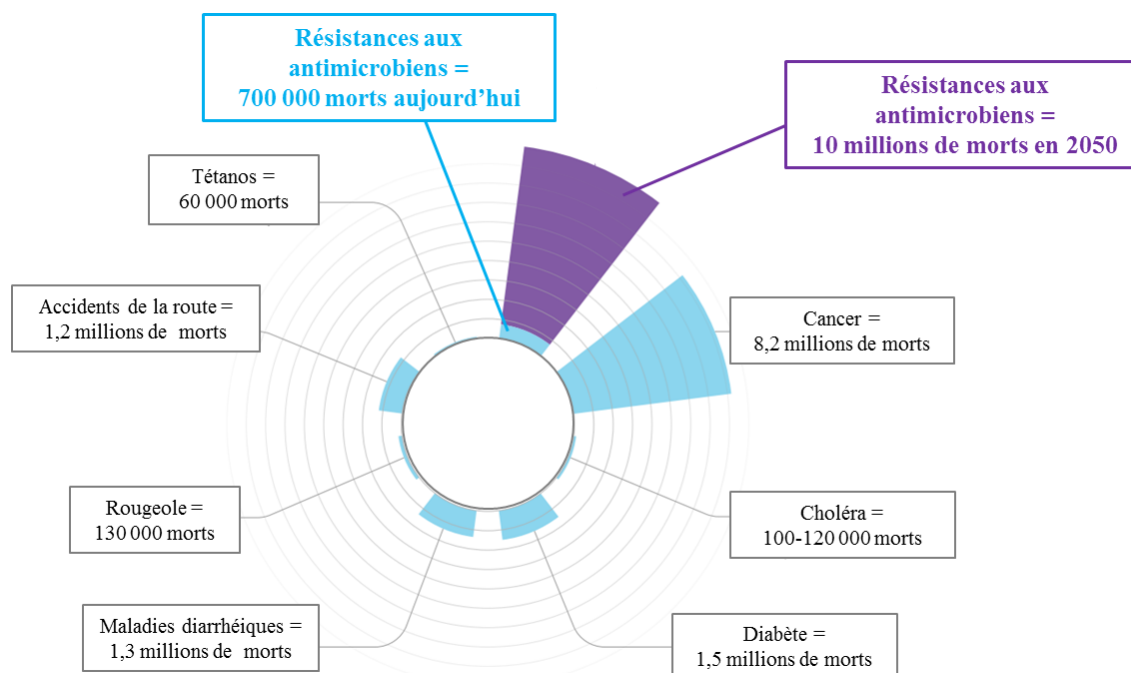 Résistances aux
antimicrobiens =
700 000 morts aujourd’hui
Résistances aux
antimicrobiens =
10 millions de morts en 2050
Tétanos =
60 000 morts
Accidents de la route =
1,2 millions de morts
Cancer =
8,2 millions de morts
Rougeole =
130 000 morts
Choléra =
100-120 000 morts
Maladies diarrhéiques =
1,3 millions de morts
Diabète =
1,5 millions de morts